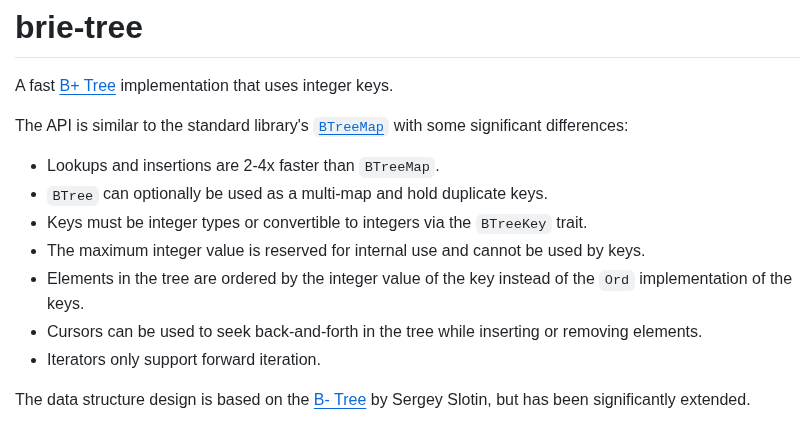 brie-tree
A fast B+ Tree implementation that uses integer keys.
The API is similar to the standard library's BTreeMap with some significant differences:
• Lookups and insertions are 2-4x faster than BTreeMap.
• BTree can optionally be used as a multi-map and hold duplicate keys.
• Keys must be integer types or convertible to integers via the BTreeKey trait.
• The maximum integer value is reserved for internal use and cannot be used by keys.
• Elements in the tree are ordered by the integer value of the key instead of the Ord implementation of the
keys.
• Cursors can be used to seek back-and-forth in the tree while inserting or removing elements.
• Iterators only support forward iteration.
The data structure design is based on the B- Tree by Sergey Slotin, but has been significantly extended.